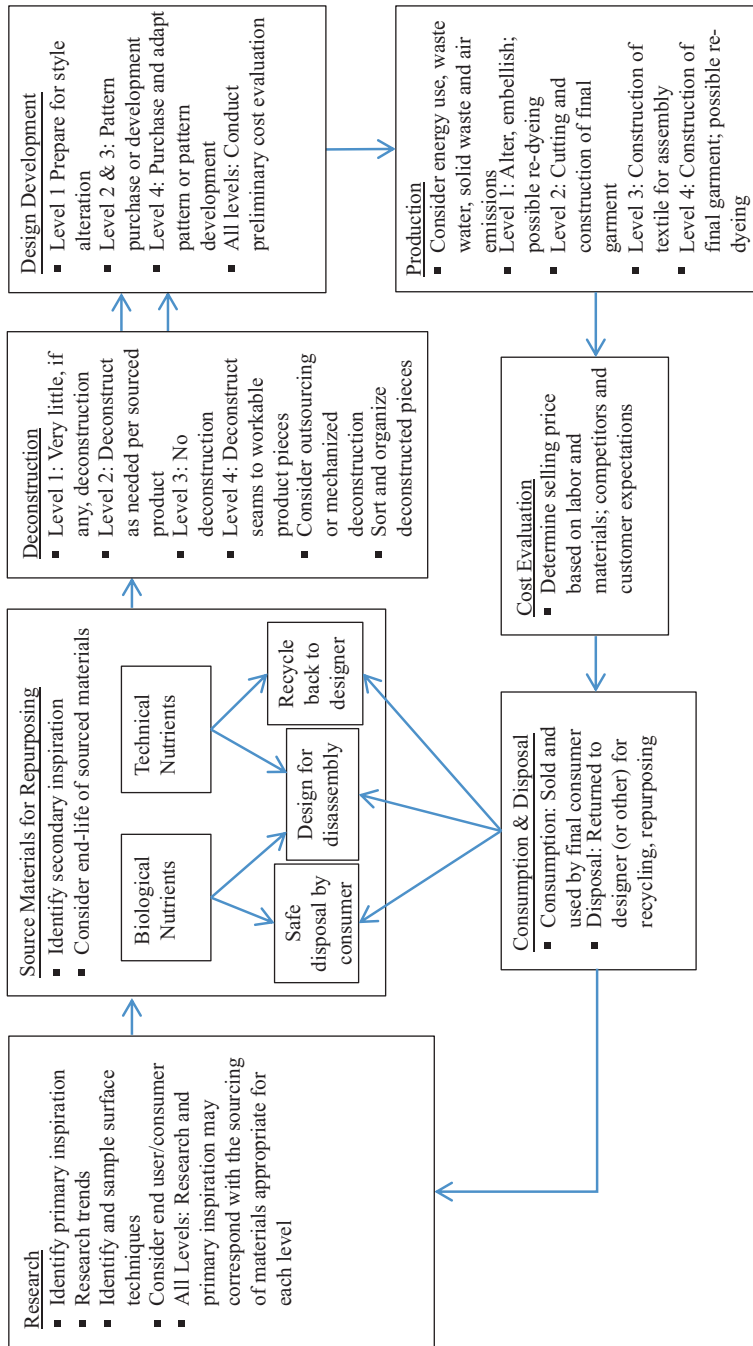 Research
▪ Identify primary inspiration
▪ Research trends
▪ Identify and sample surface
techniques
▪ Consider end user/consumer
▪ All Levels: Research and
primary inspiration may
correspond with the sourcing
of materials appropriate for
each level
Source Materials for Repurposing
▪ Identify secondary inspiration
▪ Consider end-life of sourced materials
Biological
Nutrients
Technical
Nutrients
Safe
disposal by
consumer
Design for
disassembly
Recycle
back to
designer
Deconstruction
▪ Level 1: Very little, if
any, deconstruction
▪ Level 2: Deconstruct
as needed per sourced
product
▪ Level 3: No
deconstruction
▪ Level 4: Deconstruct
seams to workable
product pieces
▪ Consider outsourcing
or mechanized
deconstruction
▪ Sort and organize
deconstructed pieces
Design Development
▪ Level 1 Prepare for style
alteration
▪ Level 2 & 3: Pattern
purchase or development
▪ Level 4: Purchase and adapt
pattern or pattern
development
▪ All levels: Conduct
preliminary cost evaluation
Production
▪ Consider energy use, waste
water, solid waste and air
emissions
▪ Level 1: Alter, embellish;
possible re-dyeing
▪ Level 2: Cutting and
construction of final
garment
▪ Level 3: Construction of
textile for assembly
▪ Level 4: Construction of
final garment; possible re-
dyeing
Cost Evaluation
▪ Determine selling price
based on labor and
materials; competitors and
customer expectations
Consumption & Disposal
▪ Consumption: Sold and
used by final consumer
▪ Disposal: Returned to
designer (or other) for
recycling, repurposing